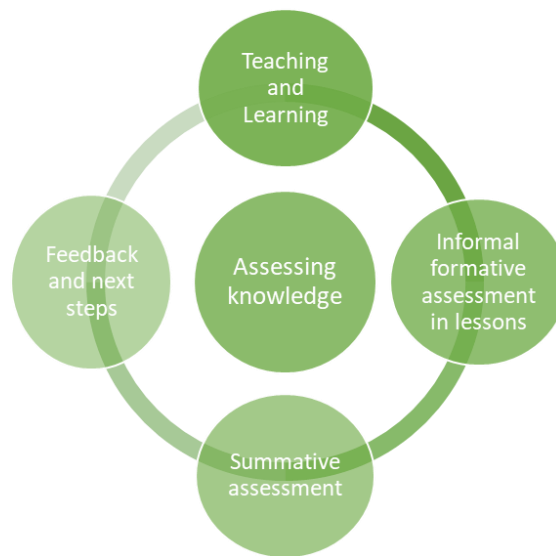 Teaching
and
Learning
Informal
formative
assessment
in lessons
Assessing
knowledge
Feedback
and next
steps
Summative
assessment